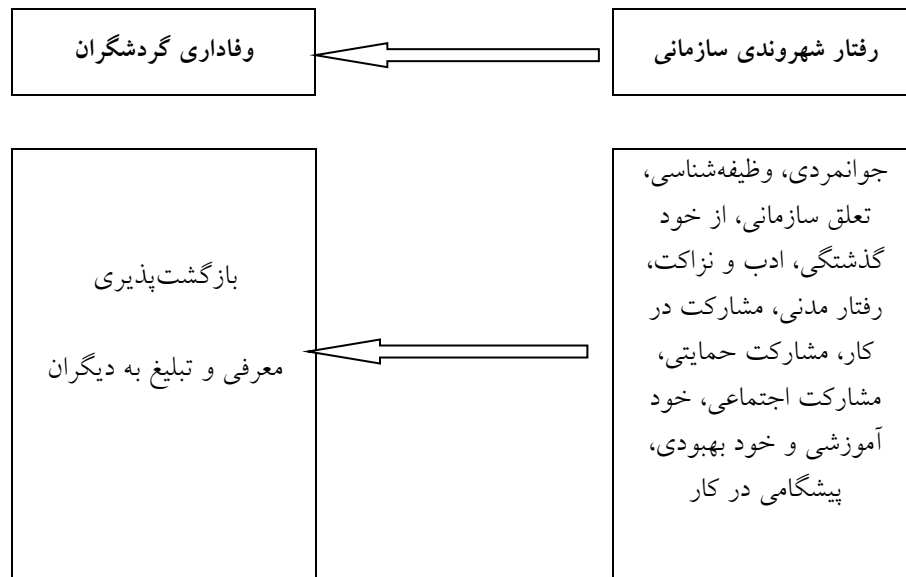 رفتار شهروندی سازمانی
وفاداری گردشگران
جوانمردی، وظیفه‌شناسی،
تعلق سازمانی، از خود
گذشتگی، ادب و نزاکت،
رفتار مدنی، مشارکت در
کار، مشارکت حمایتی،
مشارکت اجتماعی، خود
آموزشی و خود بهبودی،
پیشگامی در کار
بازگشت‌پذیری
معرفی و تبلیغ به دیگران